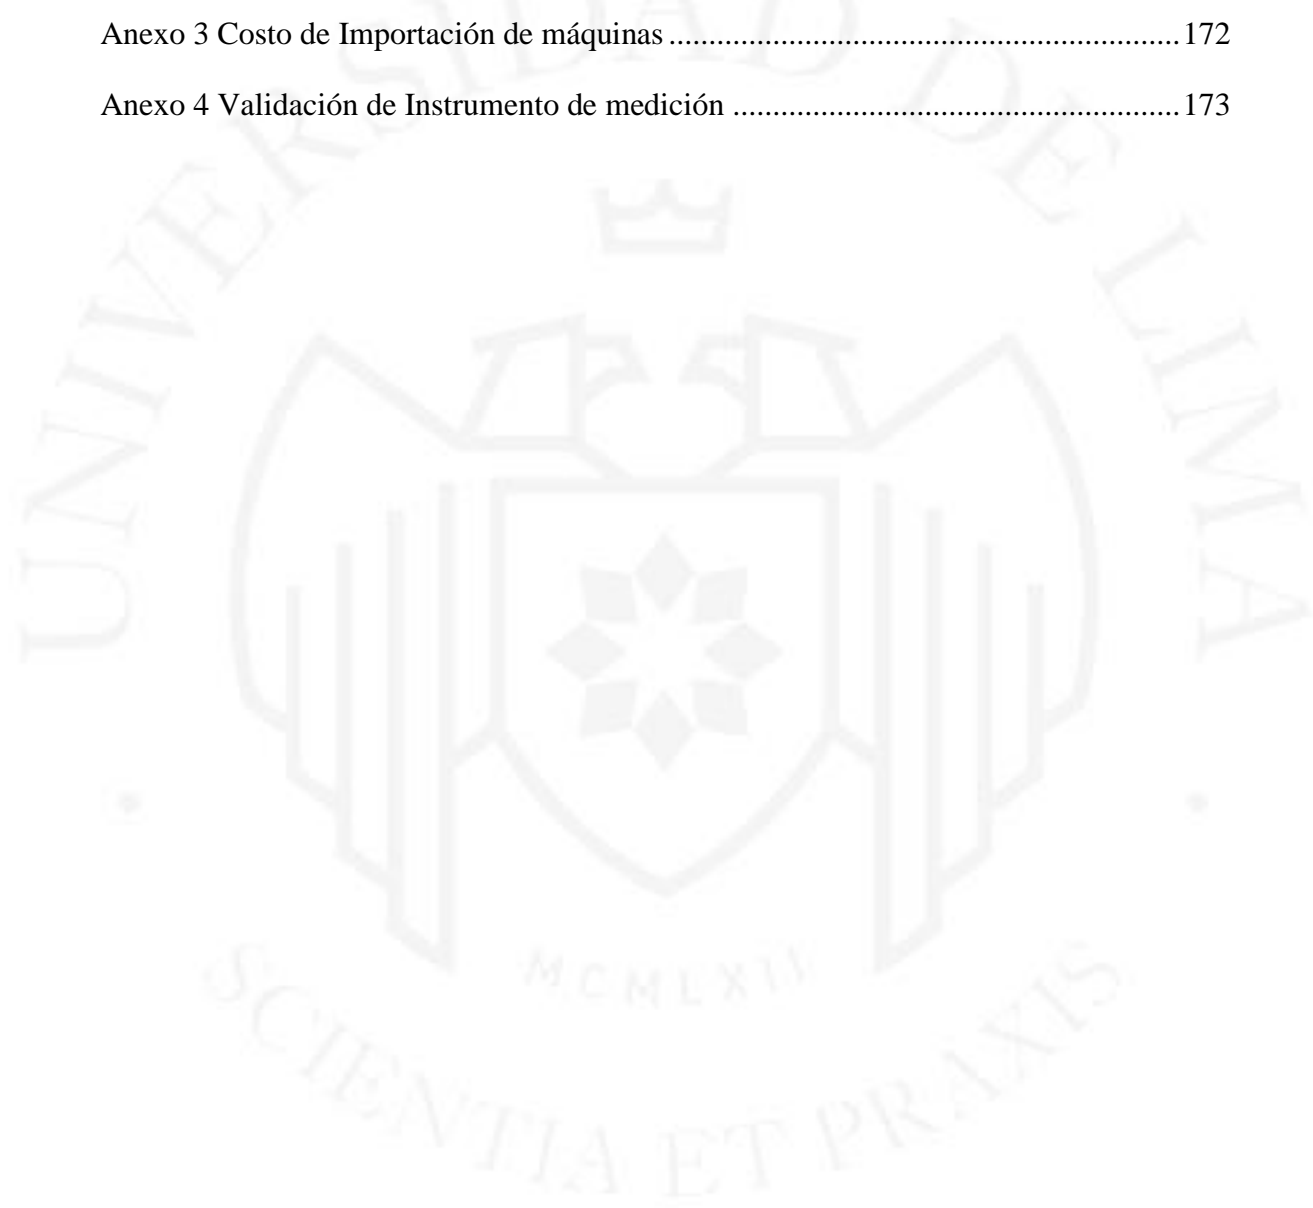 Anexo 3 Costo de Importación de máquinas ................................................................ 172
Anexo 4 Validación de Instrumento de medición ........................................................ 173
UNIVERSIDAD DE LIMA
MCMLXII
SCIENTIA ET PRAXIS